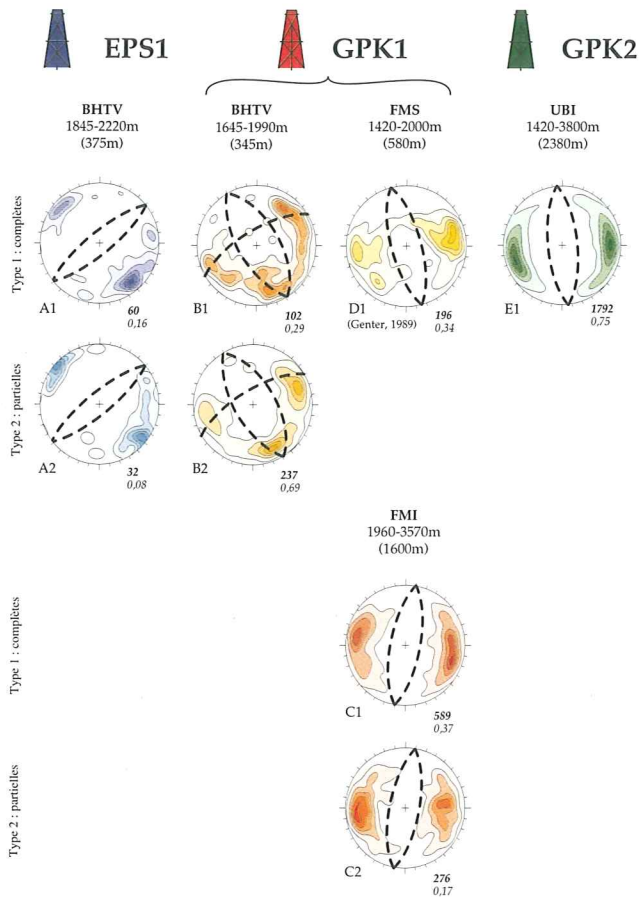 EPS1
GPK1
GPK2
BHTV
1845-2220m
(375m)
BHTV
1645-1990m
(345m)
FMS
1420-2000m
(580m)
UBI
1420-3800m
(2380m)
Type 1 : complètes
A1
60
0,16
B1
102
0,29
D1
(Genter, 1989)
196
0,34
E1
1792
0,75
Type 2 : partielles
A2
32
0,08
B2
237
0,69
FMI
1960-3570m
(1600m)
Type 1 : complètes
C1
589
0,37
Type 2 : partielles
C2
276
0,17